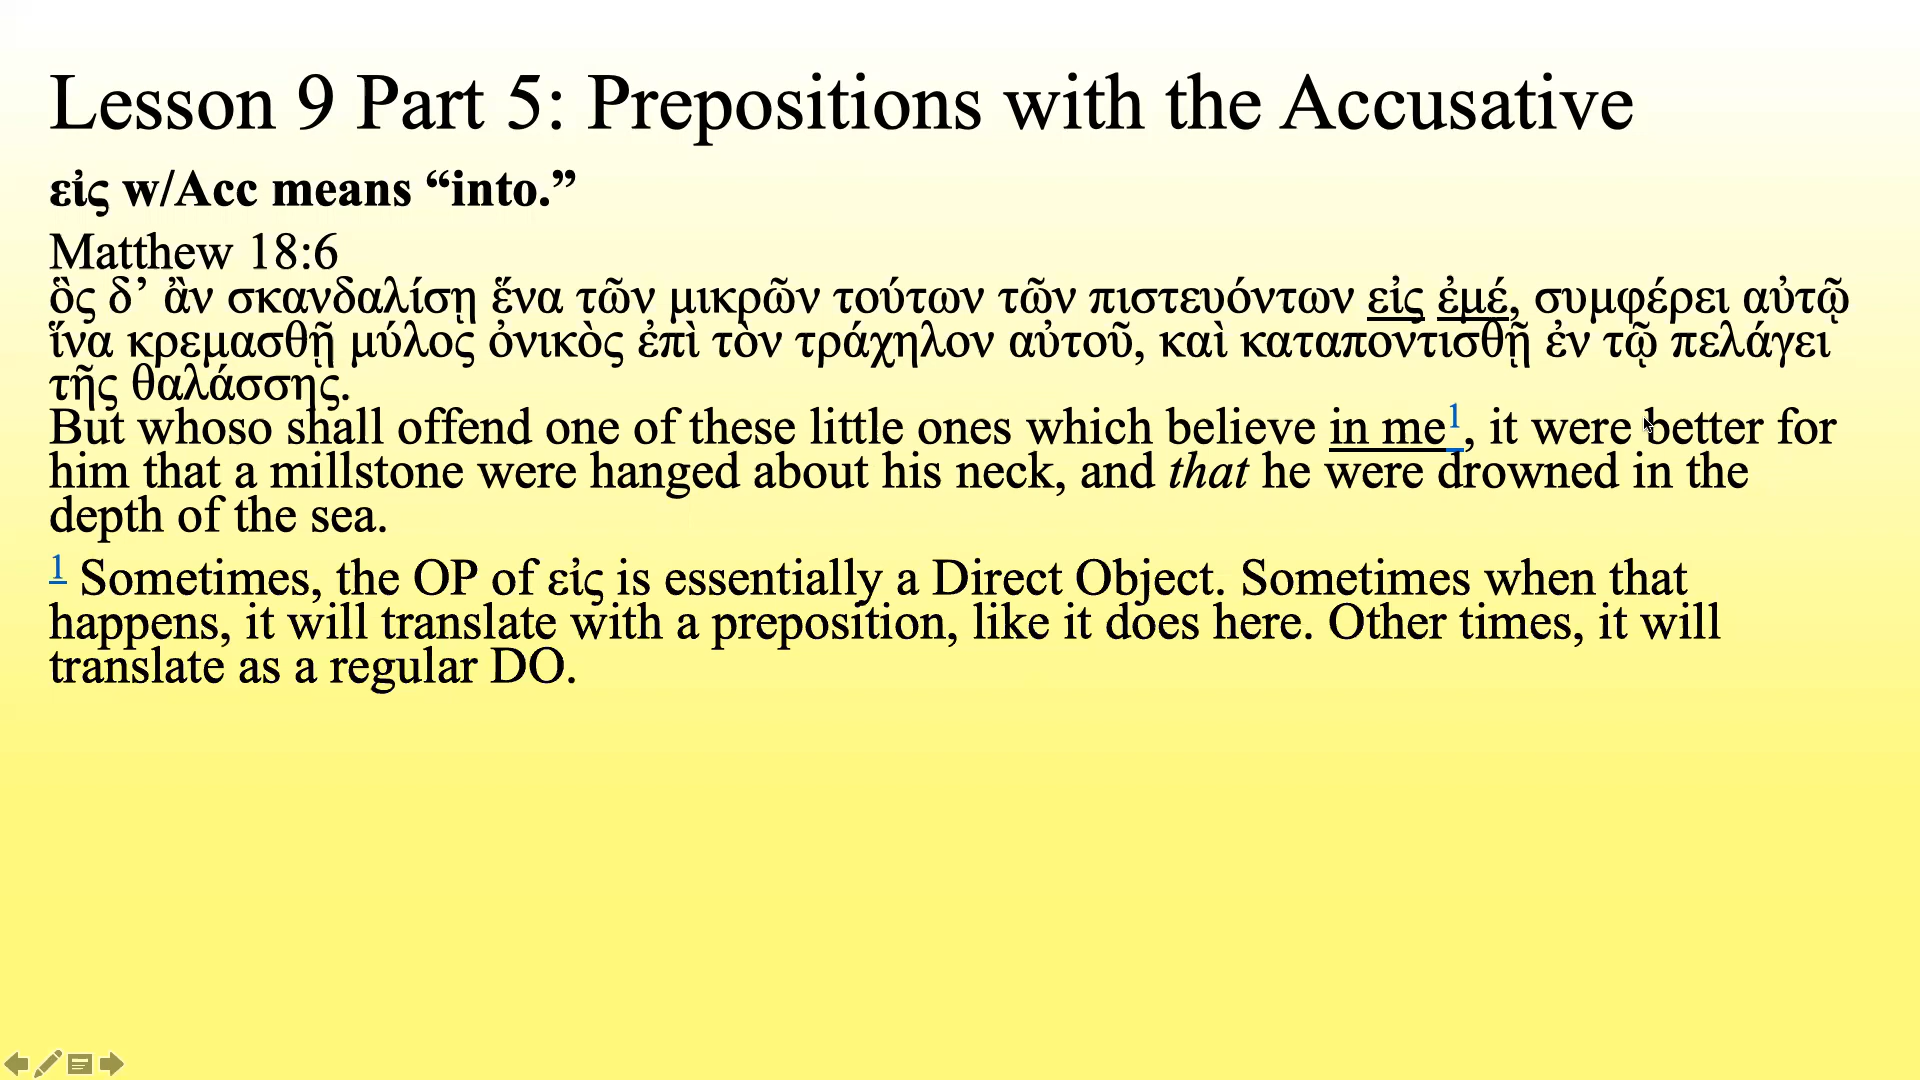 Lesson 9 Part 5: Prepositions with the Accusative
εἰς w/Acc means “into.”
Matthew 18:6
ὃς δ’ ἂν σκανδαλίσῃ ἕνα τῶν μικρῶν τούτων τῶν πιστευόντων εἰς ἐμέ, συμφέρει αὐτῷ
ἵνα κρεμασθῇ μύλος ὀνικὸς ἐπὶ τὸν τράχηλον αὐτοῦ, καὶ καταποντισθῇ ἐν τῷ πελάγει
τῆς θαλάσσης.
But whoso shall offend one of these little ones which believe in me1, it were better for
him that a millstone were hanged about his neck, and that he were drowned in the
depth of the sea.
1 Sometimes, the OP of εἰς is essentially a Direct Object. Sometimes when that
happens, it will translate with a preposition, like it does here. Other times, it will
translate as a regular DO.